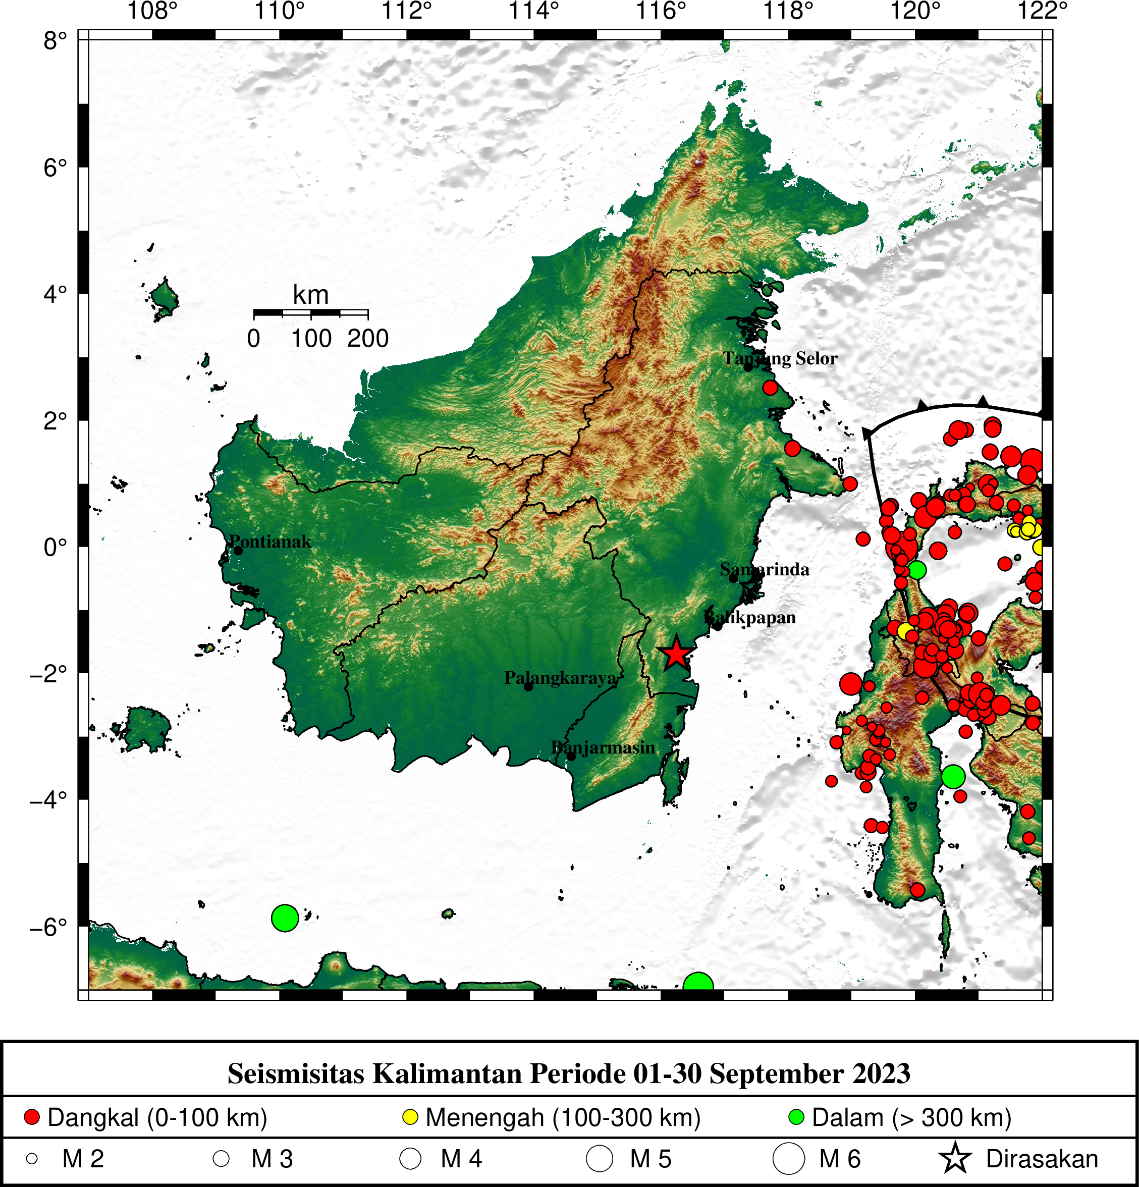 108° 110° 112° 114° 116° 118° 120° 122°
8°
6°
4°
km
0 100 200
Tanjung Selor
2°
Pontianak
0°
Samarinda
Balikpapan
−2°
Palangkaraya
Banjarmasin
−4°
−6°
Seismisitas Kalimantan Periode 01-30 September 2023
Dangkal (0-100 km) Menengah (100-300 km) Dalam (> 300 km)
M 2 M 3 M 4 M 5 M 6 Dirasakan